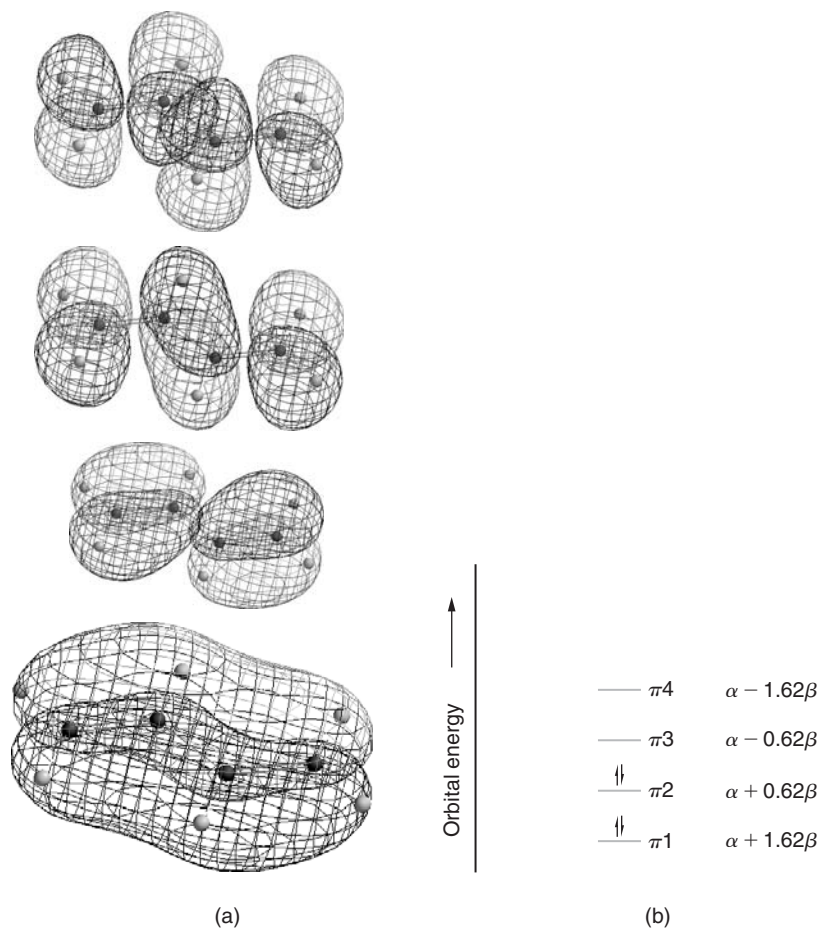 Orbital energy
π4 α − 1.62β
π3 α − 0.62β
π2 α + 0.62β
π1 α + 1.62β
(a) (b)